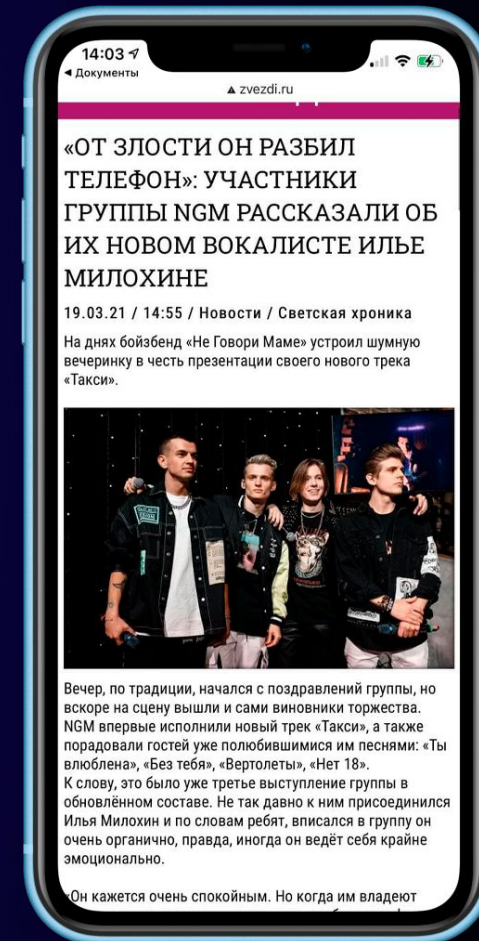 14:03
◀ Документы
zvezdi.ru
«ОТ ЗЛОСТИ ОН РАЗБИЛ
ТЕЛЕФОН»: УЧАСТНИКИ
ГРУППЫ NGM РАССКАЗАЛИ ОБ
ИХ НОВОМ ВОКАЛИСТЕ ИЛЬЕ
МИЛОХИНЕ
19.03.21 / 14:55 / Новости / Светская хроника
На днях бойзбенд «Не Говори Маме» устроил шумную
вечеринку в честь презентации своего нового трека
«Такси».
Вечер, по традиции, начался с поздравлений группы, но
вскоре на сцену вышли и сами виновники торжества.
NGM впервые исполнили новый трек «Такси», а также
порадовали гостей уже полюбившимися им песнями: «Ты
влюблена», «Без тебя», «Вертолеты», «Нет 18».
К слову, это было уже третье выступление группы в
обновлённом составе. Не так давно к ним присоединился
Илья Милохин и по словам ребят, вписался в группу он
очень органично, правда, иногда он ведёт себя крайне
эмоционально.
«Он кажется очень спокойным. Но когда им владеют